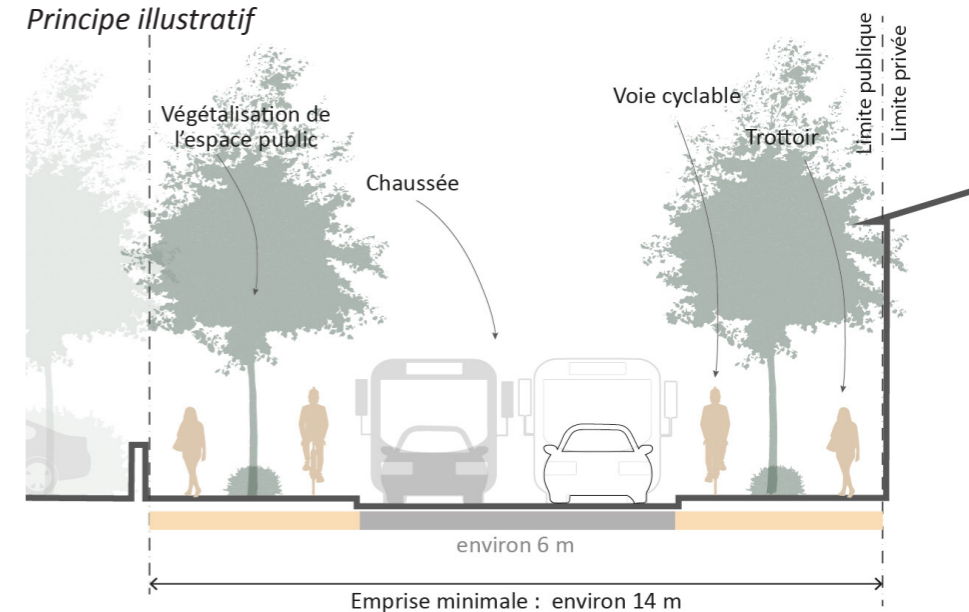 Principe illustratif
Végétalisation de
l'espace public
Chaussée
Voie cyclable
Trottoir
Limite publique
Limite privée
environ 6 m
Emprise minimale : environ 14 m